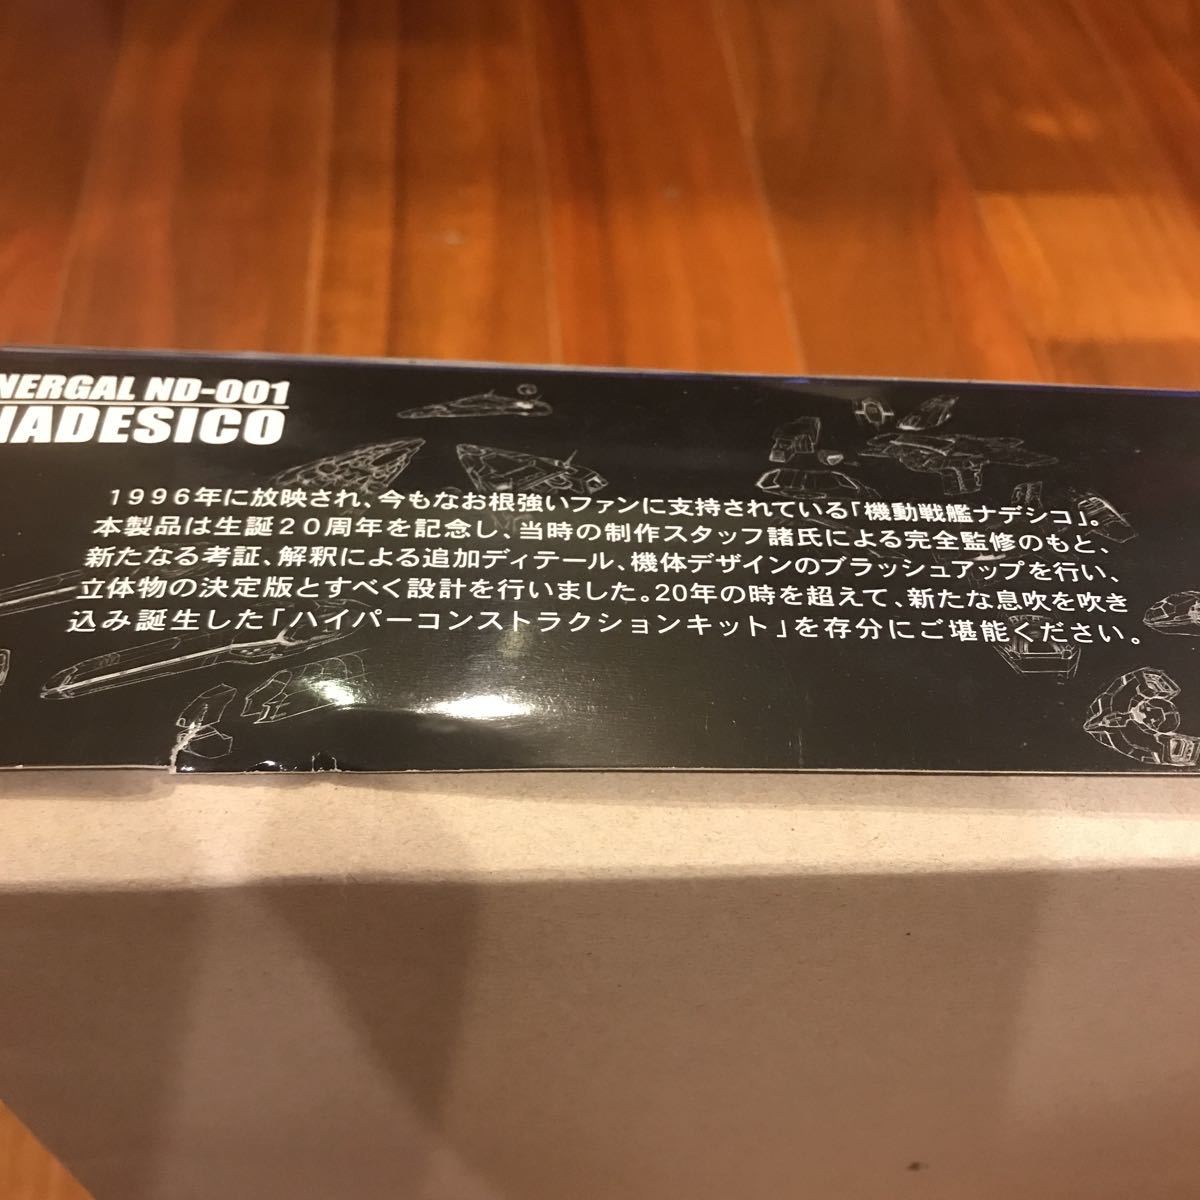 NERGAL ND-001
NADESICO
1996年に放映され、今もなお根強いファンに支持されている「機動戦艦ナデシコ」。
本製品は生誕20周年を記念し、当時の制作スタッフ諸氏による完全監修のもと、
新たなる考証、解釈による追加ディテール、機体デザインのブラッシュアップを行い、
立体物の決定版とすべく設計を行いました。20年の時を超えて、新たな息吹を吹き
込み誕生した「ハイパーコンストラクションキット」を存分にご堪能ください。